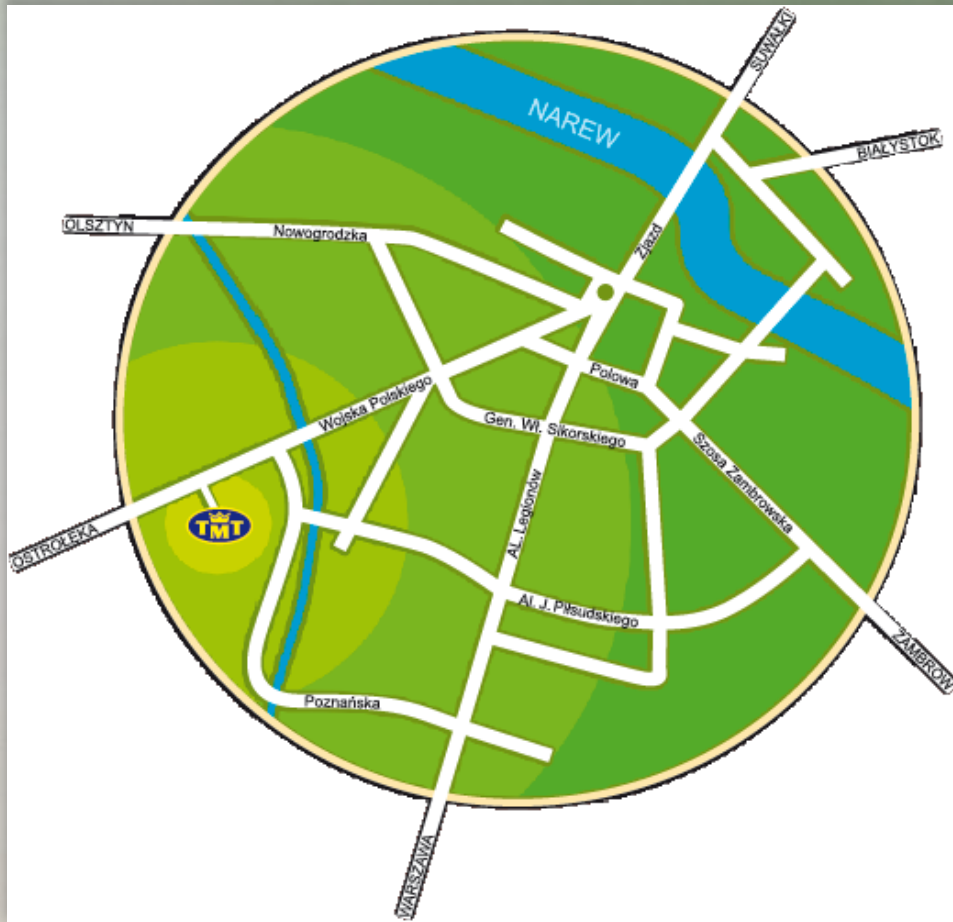 SUWAŁKI
NAREW
BIAŁYSTOK
OLSZTYN
Nowogrodzka
Zjazd
Polowa
Wojska Polskiego
Gen. Wł. Sikorskiego
Szosa Zambrowska
AL. Legionów
TMT
OSTROŁĘKA
Al. J. Piłsudskiego
ZAMBRÓW
Poznańska
WARSZAWA